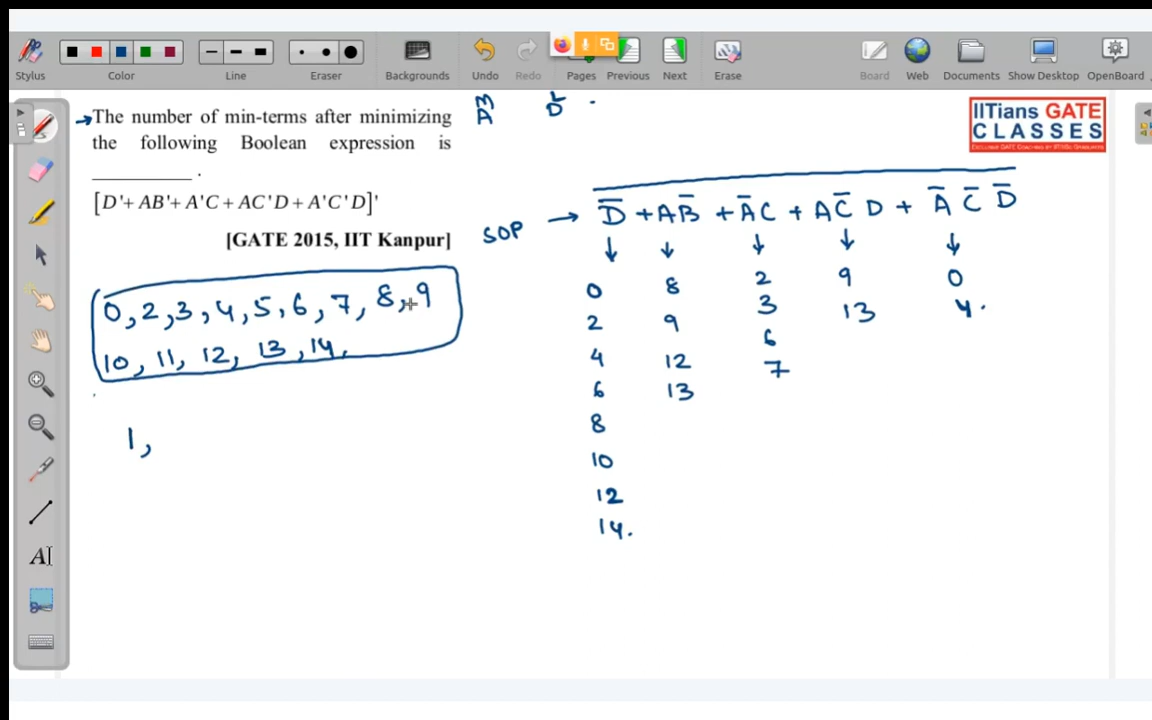 Stylus
Color
Line
Eraser
Backgrounds
Undo
Redo
Pages
Previous
Next
Erase
Board
Web
Documents
Show Desktop
OpenBoard
The number of min-terms after minimizing
the following Boolean expression is
__________ .
[D'+ AB'+ A'C + AC'D + A'C'D]'
[GATE 2015, IIT Kanpur]
M L
A D .
IITians GATE
CLASSES
SOP → D̅ + AB̅ + A̅C + AC̅D + A̅ C̅ D̅
↓ ↓ ↓ ↓ ↓
0 8 2 9 0
2 9 3 13 4.
4 12 6
6 13 7
8
10
12
14.
0, 2, 3, 4, 5, 6, 7, 8, 9
10, 11, 12, 13, 14,
1,
A